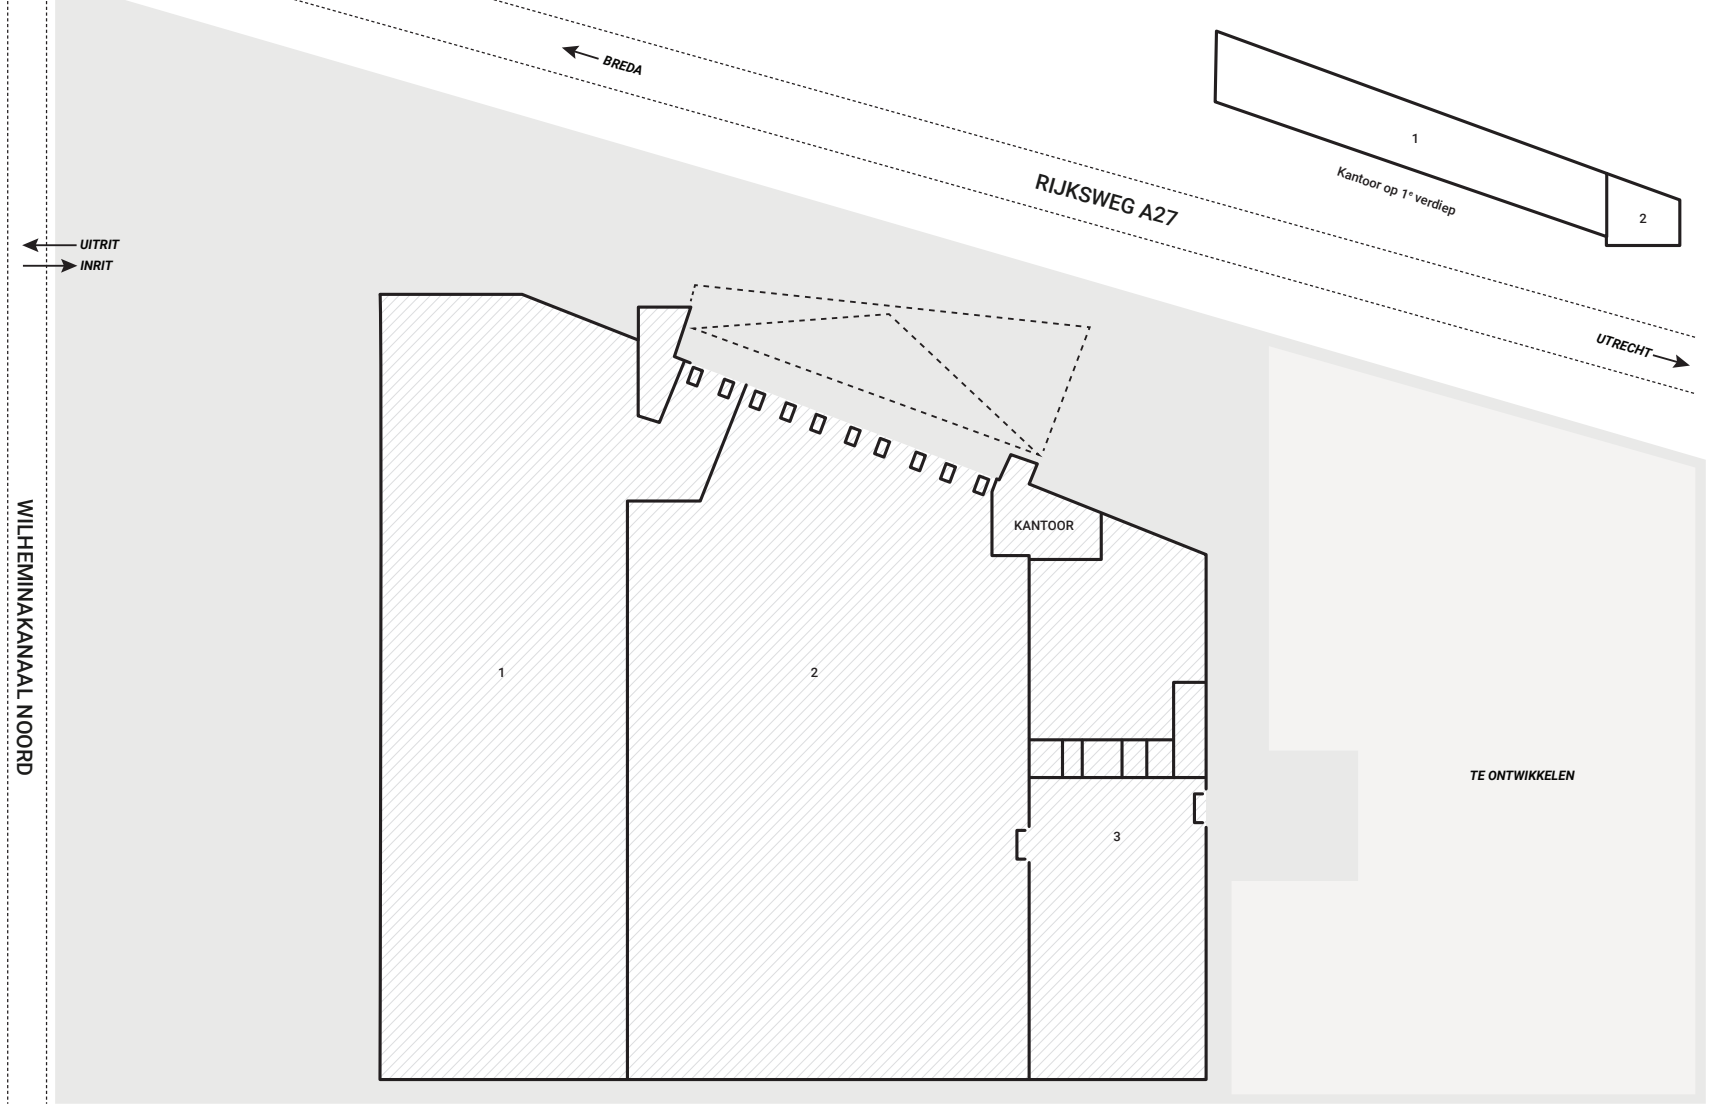 BREDA
1
Kantoor op 1e verdiep
2
RIJKSWEG A27
UITRIT
INRIT
UTRECHT
WILHEMINAKANAAL NOORD
KANTOOR
1
2
TE ONTWIKKELEN
3